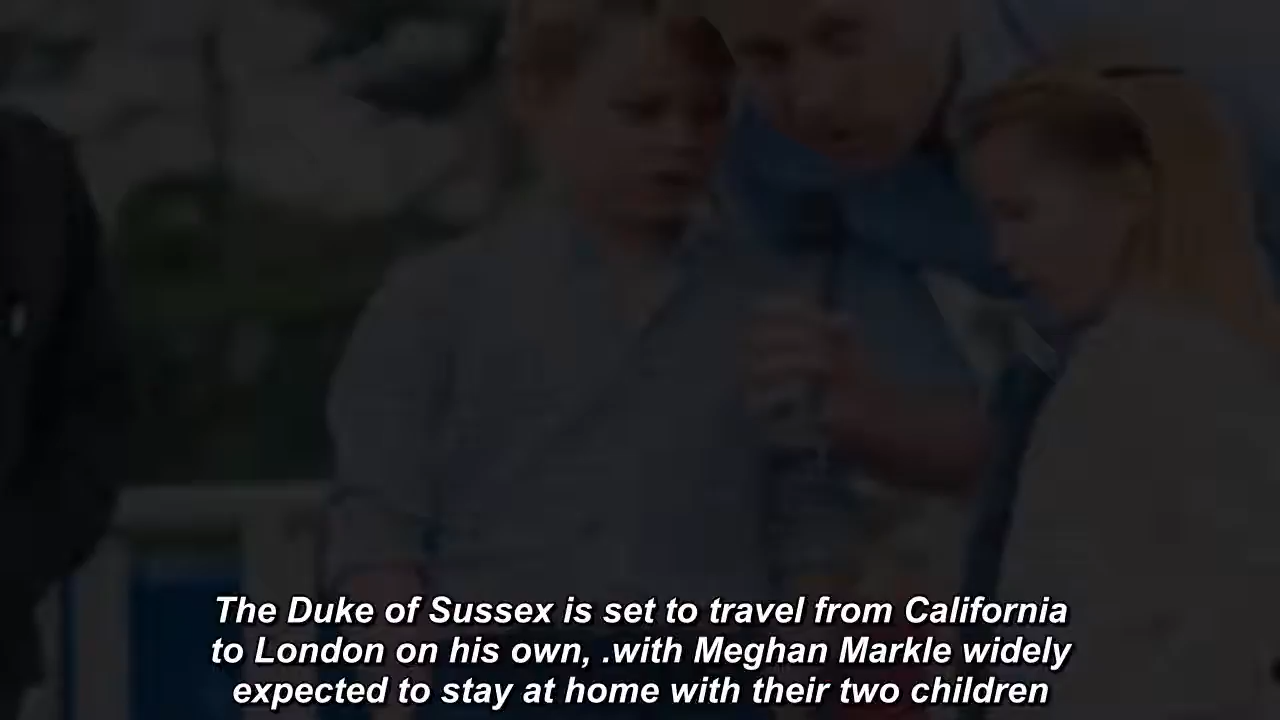 The Duke of Sussex is set to travel from California
to London on his own, .with Meghan Markle widely
expected to stay at home with their two children